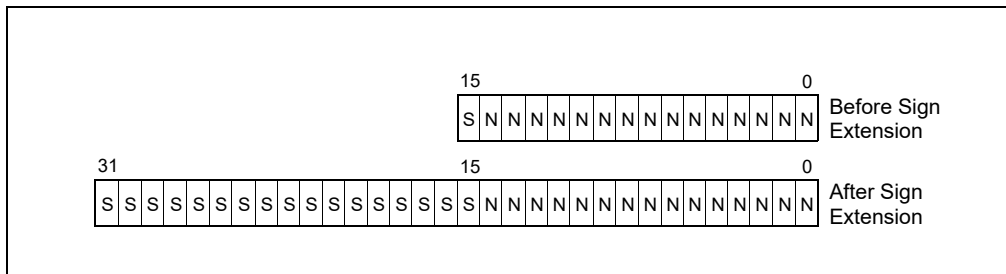 15 0
S N N N N N N N N N N N N N N N
Before Sign
Extension
31 15 0
S S S S S S S S S S S S S S S S S N N N N N N N N N N N N N N N
After Sign
Extension